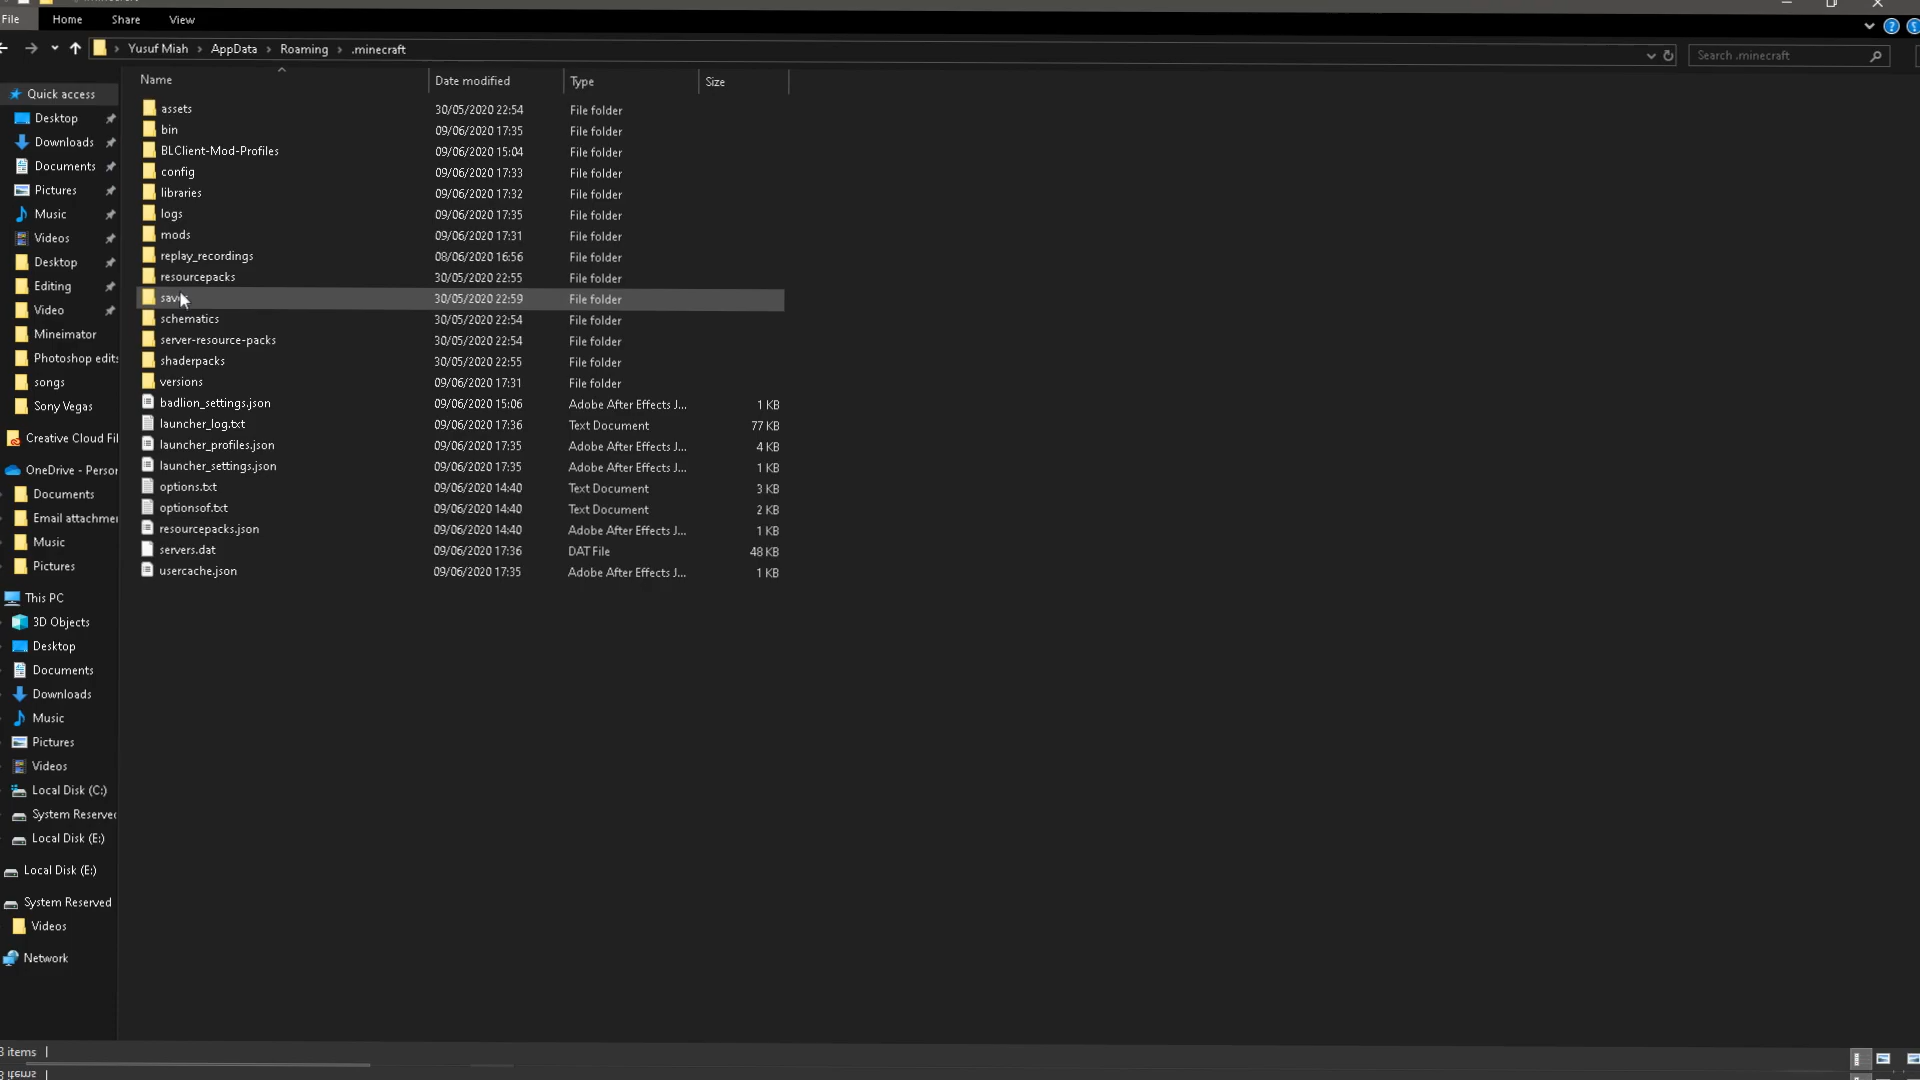 File Home Share View
Yusuf Miah › AppData › Roaming › .minecraft
Search .minecraft
Name Date modified Type Size
Quick access
Desktop
Downloads
Documents
Pictures
Music
Videos
Desktop
Editing
Video
Mineimator
Photoshop edits
songs
Sony Vegas
Creative Cloud Fil
OneDrive - Person
Documents
Email attachmen
Music
Pictures
This PC
3D Objects
Desktop
Documents
Downloads
Music
Pictures
Videos
Local Disk (C:)
System Reserved
Local Disk (E:)
Local Disk (E:)
System Reserved
Videos
Network
assets 30/05/2020 22:54 File folder
bin 09/06/2020 17:35 File folder
BLClient-Mod-Profiles 09/06/2020 15:04 File folder
config 09/06/2020 17:33 File folder
libraries 09/06/2020 17:32 File folder
logs 09/06/2020 17:35 File folder
mods 09/06/2020 17:31 File folder
replay_recordings 08/06/2020 16:56 File folder
resourcepacks 30/05/2020 22:55 File folder
saves 30/05/2020 22:59 File folder
schematics 30/05/2020 22:54 File folder
server-resource-packs 30/05/2020 22:54 File folder
shaderpacks 30/05/2020 22:55 File folder
versions 09/06/2020 17:31 File folder
badlion_settings.json 09/06/2020 15:06 Adobe After Effects J... 1 KB
launcher_log.txt 09/06/2020 17:36 Text Document 77 KB
launcher_profiles.json 09/06/2020 17:35 Adobe After Effects J... 4 KB
launcher_settings.json 09/06/2020 17:35 Adobe After Effects J... 1 KB
options.txt 09/06/2020 14:40 Text Document 3 KB
optionsof.txt 09/06/2020 14:40 Text Document 2 KB
resourcepacks.json 09/06/2020 14:40 Adobe After Effects J... 1 KB
servers.dat 09/06/2020 17:36 DAT File 48 KB
usercache.json 09/06/2020 17:35 Adobe After Effects J... 1 KB
3 items